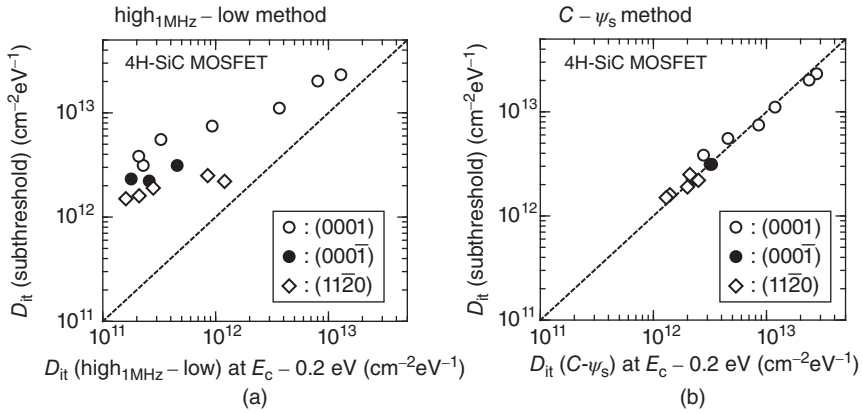 high1MHz – low method
4H-SiC MOSFET
Dit (subthreshold) (cm−2eV−1)
10^13
10^12
10^11
10^11
10^12
10^13
: (0001)
: (0001̄)
: (112̄0)
Dit (high1MHz – low) at Ec – 0.2 eV (cm−2eV−1)
(a)
C – ψs method
4H-SiC MOSFET
Dit (subthreshold) (cm−2eV−1)
10^13
10^12
10^11
10^11
10^12
10^13
: (0001)
: (0001̄)
: (112̄0)
Dit (C-ψs) at Ec – 0.2 eV (cm−2eV−1)
(b)